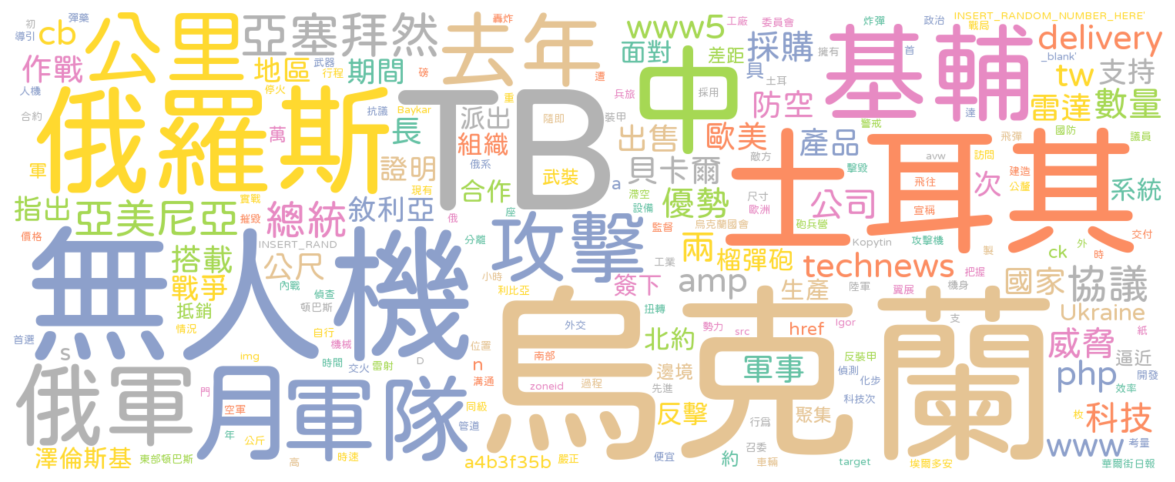 初 彈藥 公里 亞塞拜然 去年 轟炸 工廠 委員會 炸彈 政治 INSERT_RANDOM_NUMBER_HERE'
導引 cb www5 採購 擁有 首 戰局 delivery
作戰 地區 武器 行程 期間 磅 遭 面對 差距 具 土耳 基輔 _blank' tw 支持
人機 停火 兵旅 中 採用 防空 達 雷達 數量
合約 俄羅斯 抗議 Baykar TB 重 裝甲 警戒 國防 飛彈 議員
萬 長 派出 隨即 出售 歐美 產品 土耳其
軍 證明 組織 俄系 敵方 擊毀 avw 訪問 建造
實戰 現有 合作 武裝 a 貝卡爾 滯空 尺寸 飛往 次 公釐 系統
指出 亞美尼亞 摧毀 總統 敘利亞 俄 座 設備 優勢 歐洲 公司 宣稱
價格 INSERT_RAND 分離 攻擊 烏克蘭國會 監督 砲兵營 攻擊機 製 外 交付
無人機 搭載 公尺 兩 榴彈砲 Kopytin ck 時
戰爭 內戰 偵查 小時 工業 technews 陸軍 把握 國家 協議
抵銷 頓巴斯 利比亞 簽下 amp 生產 翼展 機身
首選 情況 自行 扭轉 烏克蘭 外交 勢力 src href Igor 支 Ukraine 紙
s 機械 交火 位置 北約 反裝甲 威脅 逼近
img 時間 雷射 D n 南部 軍事 偵測 php 開發
俄軍 月 軍隊 溝通 zoneid 過程 邊境 先進 化步 效率
門 空軍 同級 反擊 行為 聚集 科技次 牧 科技
年 公斤 管道 召委 www 考量
澤倫斯基 東部頓巴斯 高 時速 a4b3f35b 嚴正 便宜 約 車輛 target 埃爾多安 華爾街日報